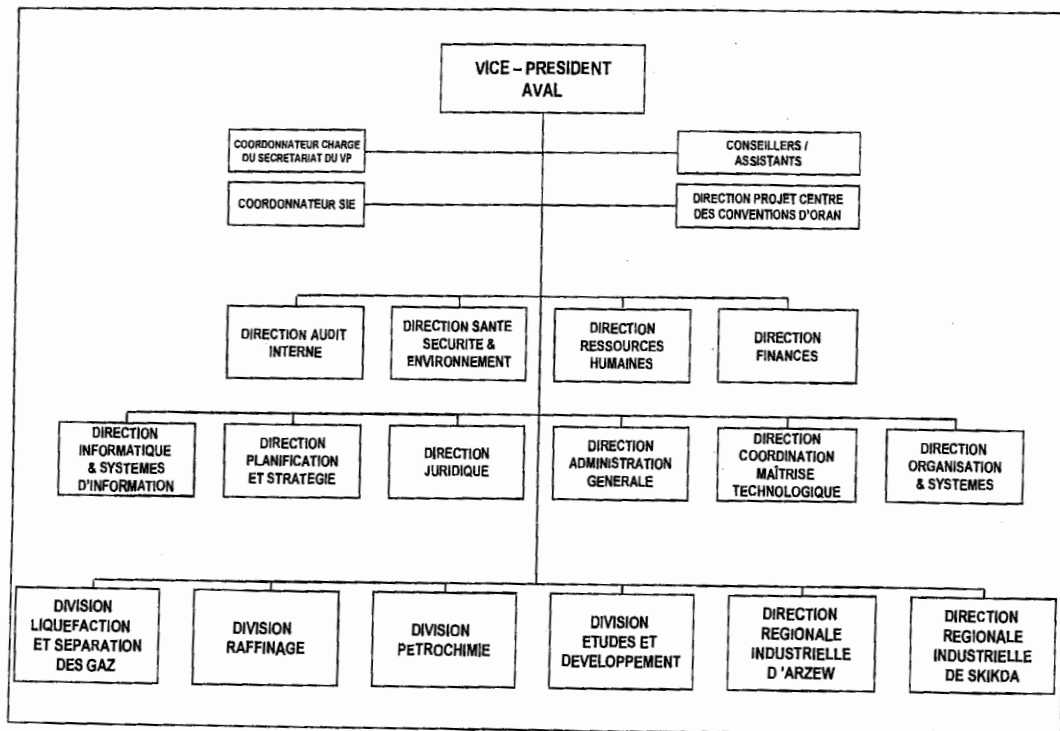 VICE – PRESIDENT
AVAL
COORDONNATEUR CHARGE
DU SECRETARIAT DU VP
CONSEILLERS /
ASSISTANTS
COORDONNATEUR SIE
DIRECTION PROJET CENTRE
DES CONVENTIONS D'ORAN
DIRECTION AUDIT
INTERNE
DIRECTION SANTE
SECURITE &
ENVIRONNEMENT
DIRECTION
RESSOURCES
HUMAINES
DIRECTION
FINANCES
DIRECTION
INFORMATIQUE
& SYSTEMES
D'INFORMATION
DIRECTION
PLANIFICATION
ET STRATEGIE
DIRECTION
JURIDIQUE
DIRECTION
ADMINISTRATION
GENERALE
DIRECTION
COORDINATION
MAÎTRISE
TECHNOLOGIQUE
DIRECTION
ORGANISATION
& SYSTEMES
DIVISION
LIQUEFACTION
ET SEPARATION
DES GAZ
DIVISION
RAFFINAGE
DIVISION
PETROCHIMIE
DIVISION
ETUDES ET
DEVELOPPEMENT
DIRECTION
REGIONALE
INDUSTRIELLE
D 'ARZEW
DIRECTION
REGIONALE
INDUSTRIELLE
DE SKIKDA